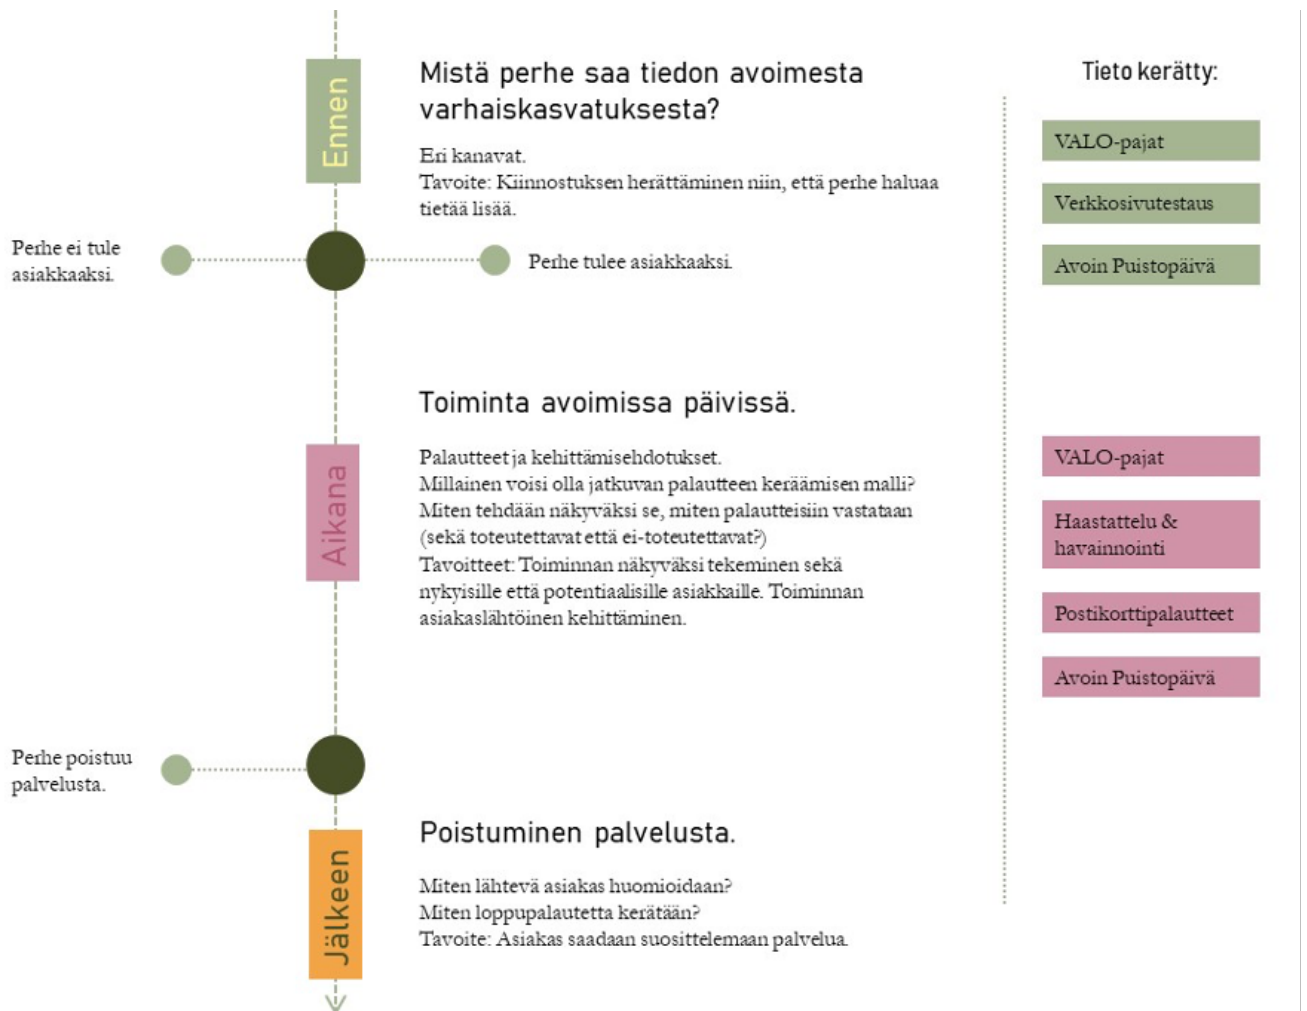 Ennen
Mistä perhe saa tiedon avoimesta
varhaiskasvatuksesta?
Eri kanavat.
Tavoite: Kiinnostuksen herättäminen niin, että perhe haluaa
tietää lisää.
Perhe ei tule
asiakkaaksi.
Perhe tulee asiakkaaksi.
Tieto kerätty:
VALO-pajat
Verkkosivutestaus
Avoin Puistopäivä
Aikana
Toiminta avoimissa päivissä.
Palautteet ja kehittämisehdotukset.
Millainen voisi olla jatkuvan palautteen keräämisen malli?
Miten tehdään näkyväksi se, miten palautteisiin vastataan
(sekä toteutettavat että ei-toteutettavat?)
Tavoitteet: Toiminnan näkyväksi tekeminen sekä
nykyisille että potentiaalisille asiakkaille. Toiminnan
asiakaslähtöinen kehittäminen.
VALO-pajat
Haastattelu &
havainnointi
Postikorttipalautteet
Avoin Puistopäivä
Perhe poistuu
palvelusta.
Jälkeen
Poistuminen palvelusta.
Miten lähtevä asiakas huomioidaan?
Miten loppupalautetta kerätään?
Tavoite: Asiakas saadaan suosittelemaan palvelua.